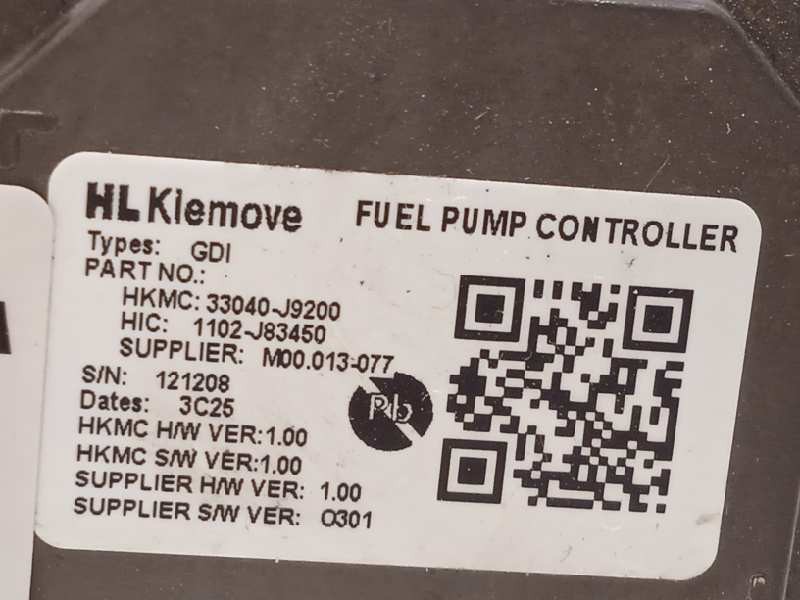 HL Klemove FUEL PUMP CONTROLLER
Types: GDI
PART NO.:
HKMC: 33040-J9200
HIC: 1102-J83450
SUPPLIER: M00.013-077
S/N: 121208
Dates: 3C25
Pb
HKMC H/W VER:1.00
HKMC S/W VER:1.00
SUPPLIER H/W VER: 1.00
SUPPLIER S/W VER: O301